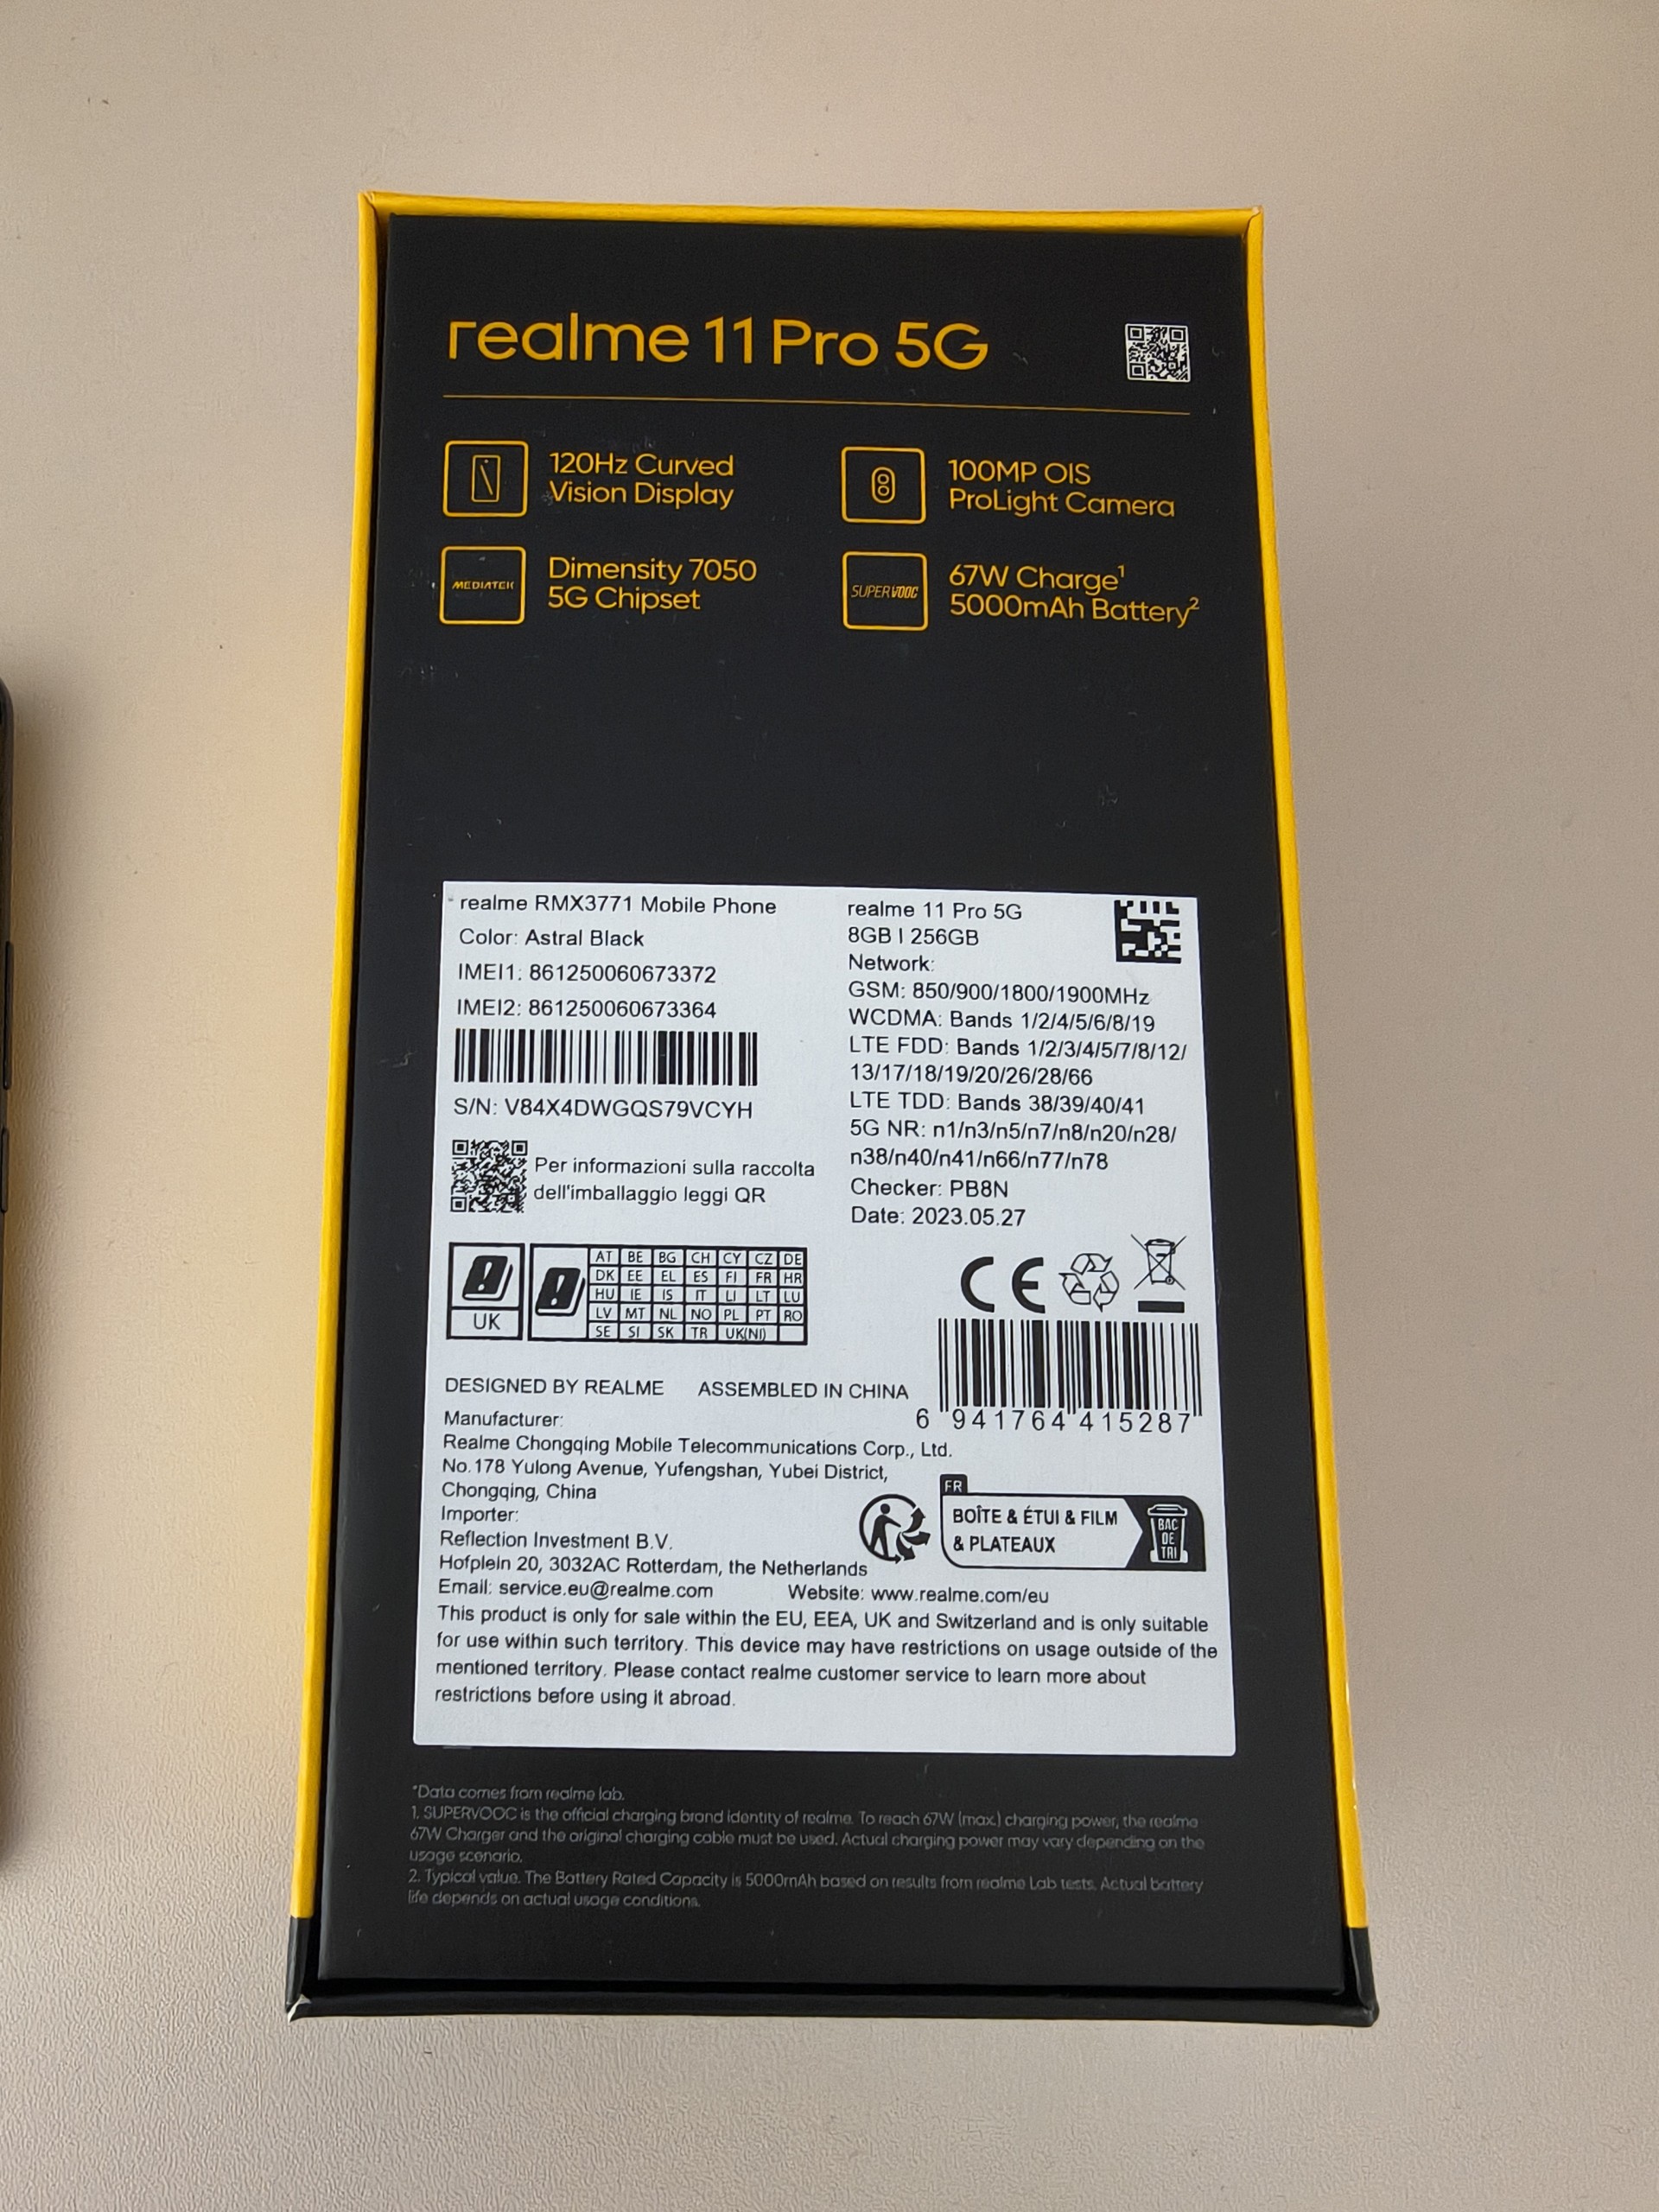 realme 11 Pro 5G
120Hz Curved
Vision Display
100MP OIS
ProLight Camera
MEDIATEK
Dimensity 7050
5G Chipset
SUPERVOOC
67W Charge¹
5000mAh Battery²
realme RMX3771 Mobile Phone
Color: Astral Black
IMEI1: 861250060673372
IMEI2: 861250060673364
S/N: V84X4DWGQS79VCYH
Per informazioni sulla raccolta
dell'imballaggio leggi QR
realme 11 Pro 5G
8GB | 256GB
Network:
GSM: 850/900/1800/1900MHz
WCDMA: Bands 1/2/4/5/6/8/19
LTE FDD: Bands 1/2/3/4/5/7/8/12/
13/17/18/19/20/26/28/66
LTE TDD: Bands 38/39/40/41
5G NR: n1/n3/n5/n7/n8/n20/n28/
n38/n40/n41/n66/n77/n78
Checker: PB8N
Date: 2023.05.27
UK
AT BE BG CH CY CZ DE
DK EE EL ES FI FR HR
HU IE IS IT LI LT LU
LV MT NL NO PL PT RO
SE SI SK TR UK(NI)
CE
6 941764 415287
DESIGNED BY REALME ASSEMBLED IN CHINA
Manufacturer:
Realme Chongqing Mobile Telecommunications Corp., Ltd.
No.178 Yulong Avenue, Yufengshan, Yubei District,
Chongqing, China
Importer:
Reflection Investment B.V.
Hofplein 20, 3032AC Rotterdam, the Netherlands
FR
BOÎTE & ÉTUI & FILM
& PLATEAUX
BAC
DE
TRI
Email: service.eu@realme.com Website: www.realme.com/eu
This product is only for sale within the EU, EEA, UK and Switzerland and is only suitable
for use within such territory. This device may have restrictions on usage outside of the
mentioned territory. Please contact realme customer service to learn more about
restrictions before using it abroad.
*Data comes from realme lab.
1. SUPERVOOC is the official charging brand identity of realme. To reach 67W (max.) charging power, the realme
67W Charger and the original charging cable must be used. Actual charging power may vary depending on the
usage scenario.
2. Typical value. The Battery Rated Capacity is 5000mAh based on results from realme Lab tests. Actual battery
life depends on actual usage conditions.